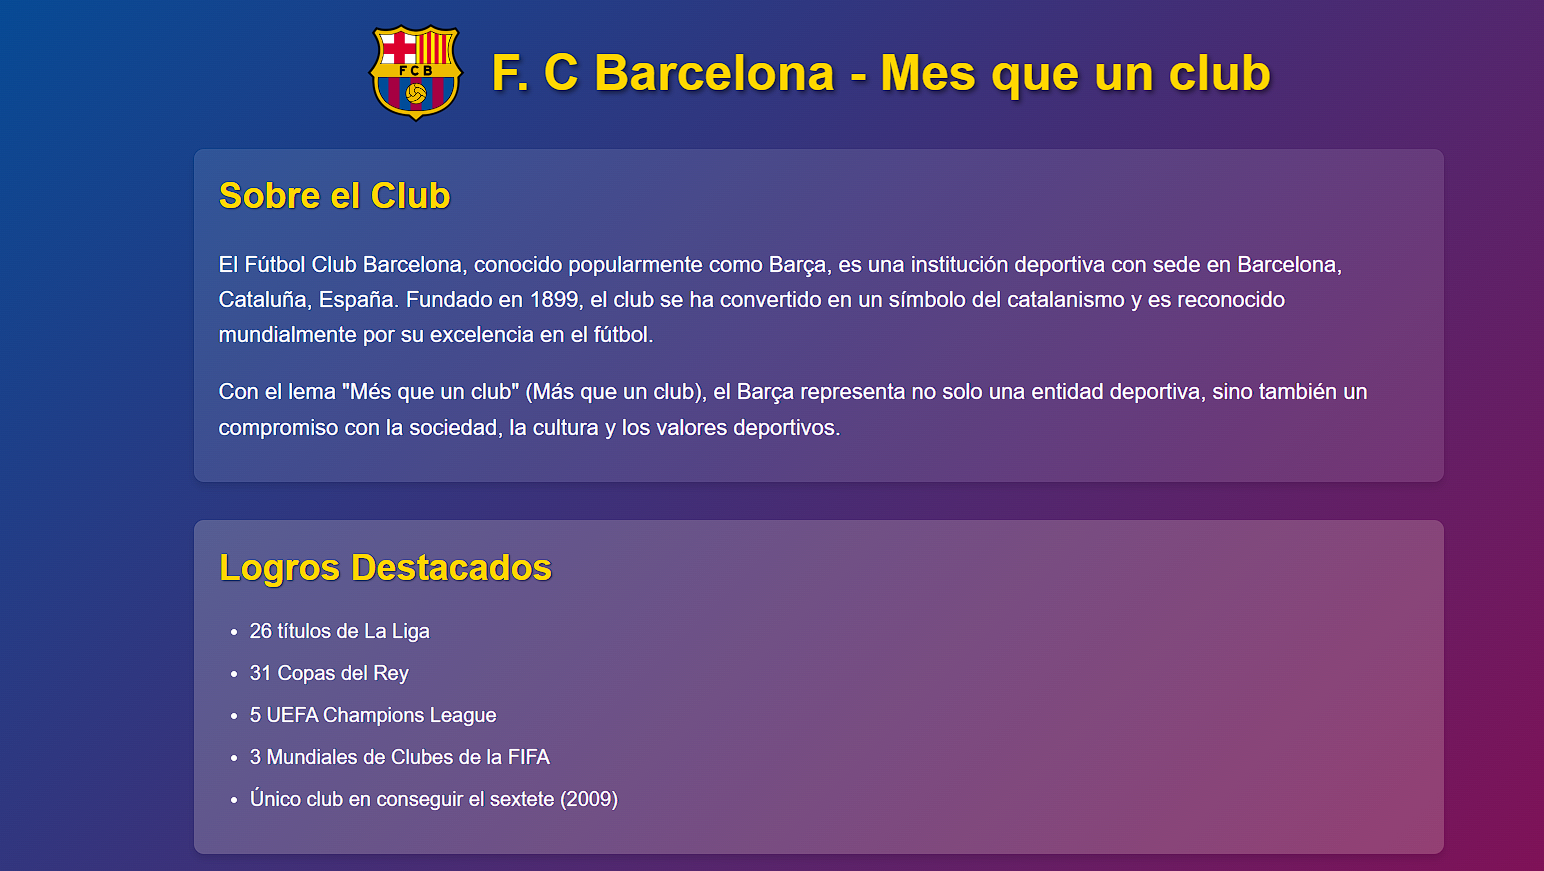 FCB
F. C Barcelona - Mes que un club
Sobre el Club
El Fútbol Club Barcelona, conocido popularmente como Barça, es una institución deportiva con sede en Barcelona,
Cataluña, España. Fundado en 1899, el club se ha convertido en un símbolo del catalanismo y es reconocido
mundialmente por su excelencia en el fútbol.
Con el lema "Més que un club" (Más que un club), el Barça representa no solo una entidad deportiva, sino también un
compromiso con la sociedad, la cultura y los valores deportivos.
Logros Destacados
• 26 títulos de La Liga
• 31 Copas del Rey
• 5 UEFA Champions League
• 3 Mundiales de Clubes de la FIFA
• Único club en conseguir el sextete (2009)